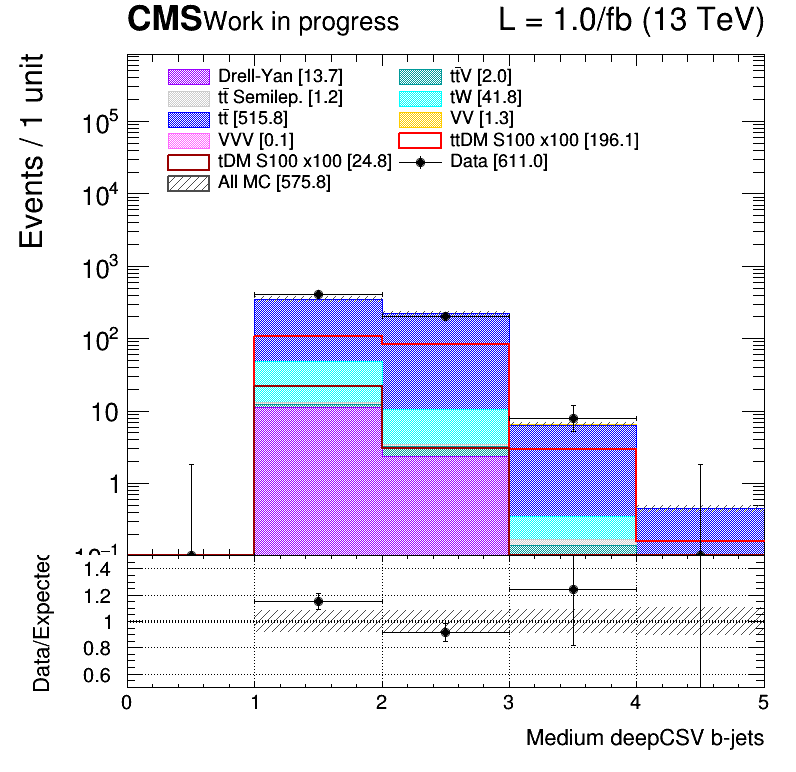 CMS Work in progress L = 1.0/fb (13 TeV)
Events / 1 unit
Drell-Yan [13.7] tt̄V [2.0]
tt̄ Semilep. [1.2] tW [41.8]
tt̄ [515.8] VV [1.3]
VVV [0.1] ttDM S100 x100 [196.1]
tDM S100 x100 [24.8] Data [611.0]
All MC [575.8]
10⁵
10⁴
10³
10²
10
1
10⁻¹
Data/Expected
1.4
1.2
1
0.8
0.6
0 1 2 3 4 5
Medium deepCSV b-jets